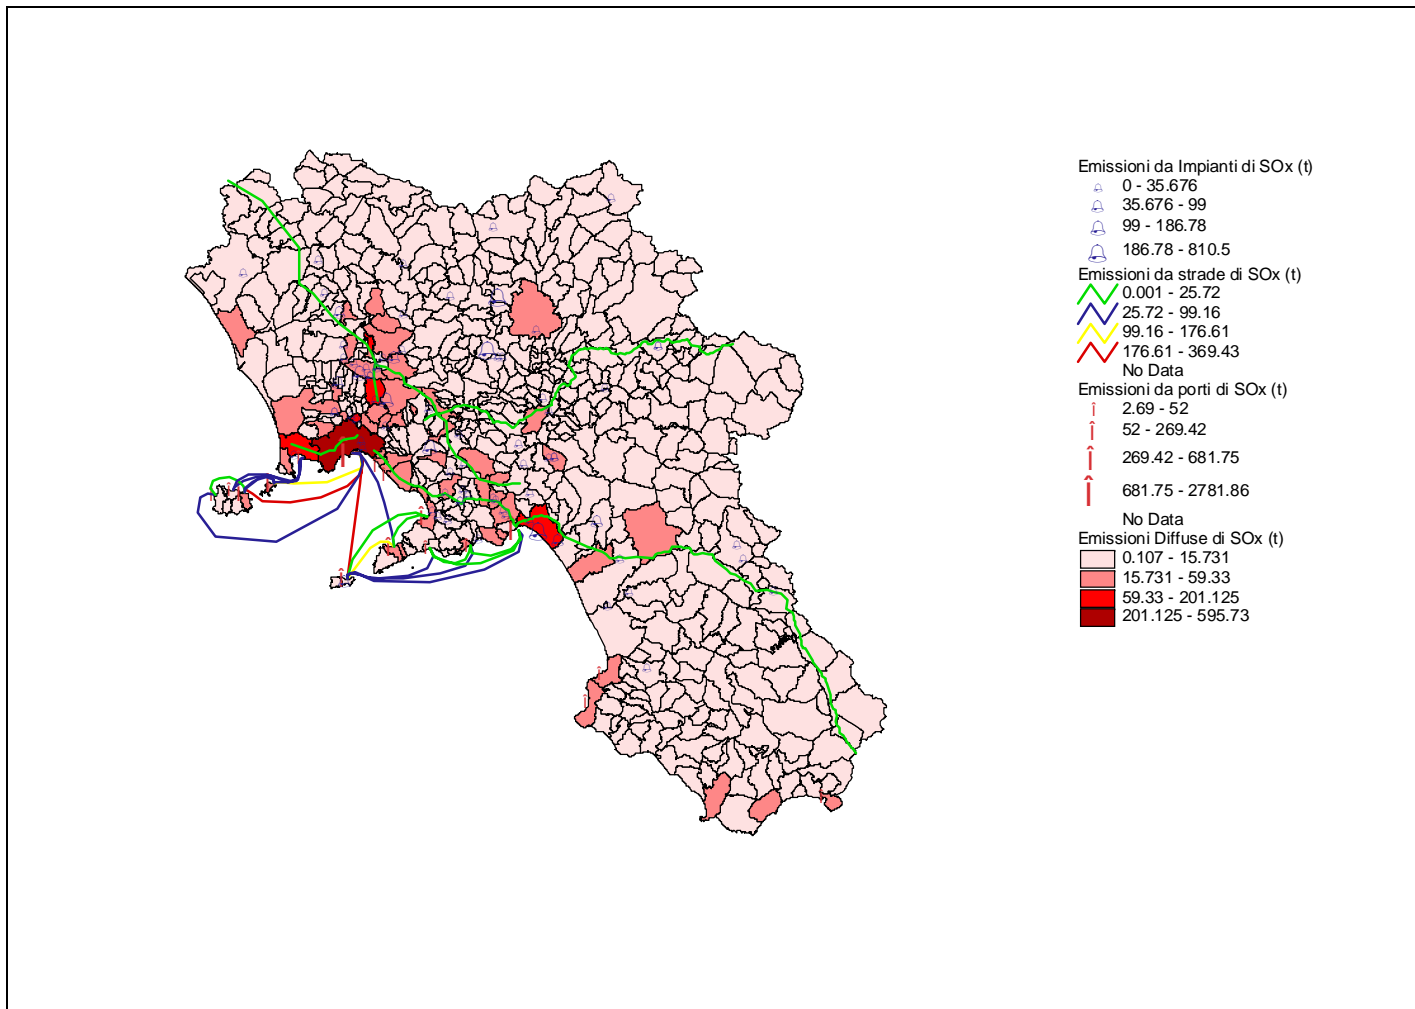 Emissioni da Impianti di SOx (t)
0 - 35.676
35.676 - 99
99 - 186.78
186.78 - 810.5
Emissioni da strade di SOx (t)
0.001 - 25.72
25.72 - 99.16
99.16 - 176.61
176.61 - 369.43
No Data
Emissioni da porti di SOx (t)
2.69 - 52
52 - 269.42
269.42 - 681.75
681.75 - 2781.86
No Data
Emissioni Diffuse di SOx (t)
0.107 - 15.731
15.731 - 59.33
59.33 - 201.125
201.125 - 595.73